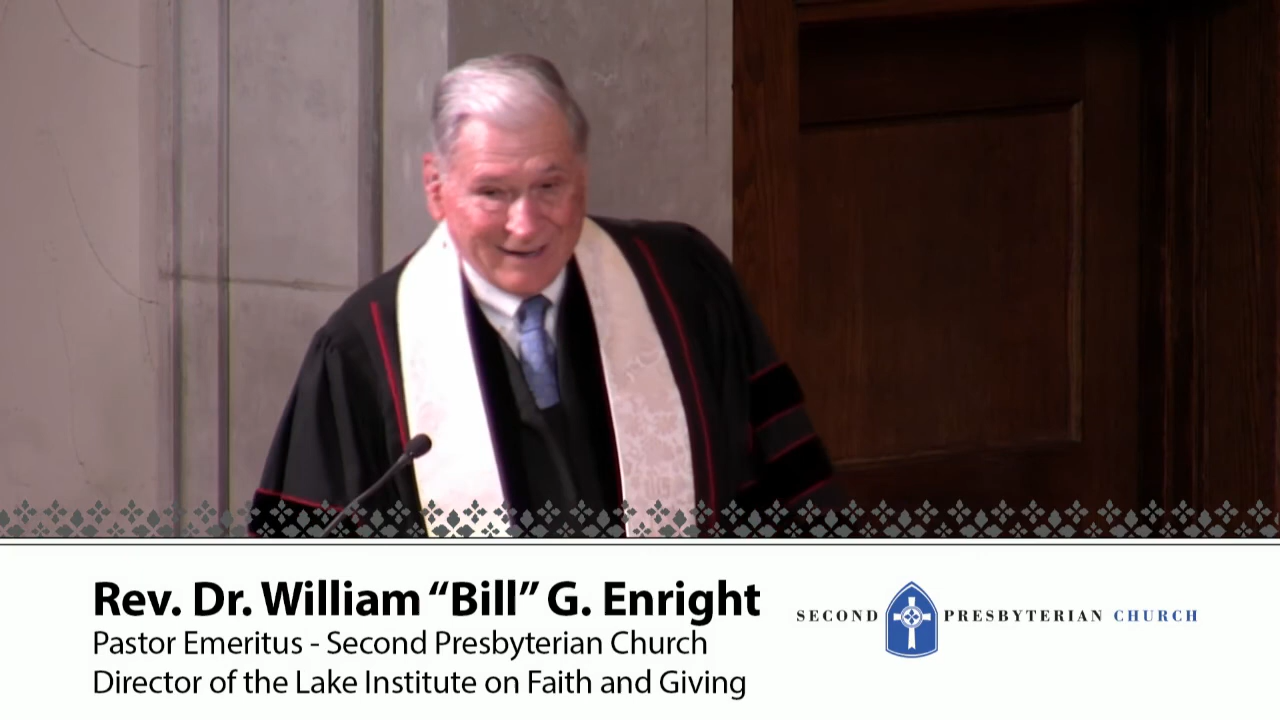 Rev. Dr. William “Bill” G. Enright
Pastor Emeritus - Second Presbyterian Church
Director of the Lake Institute on Faith and Giving
SECOND PRESBYTERIAN CHURCH